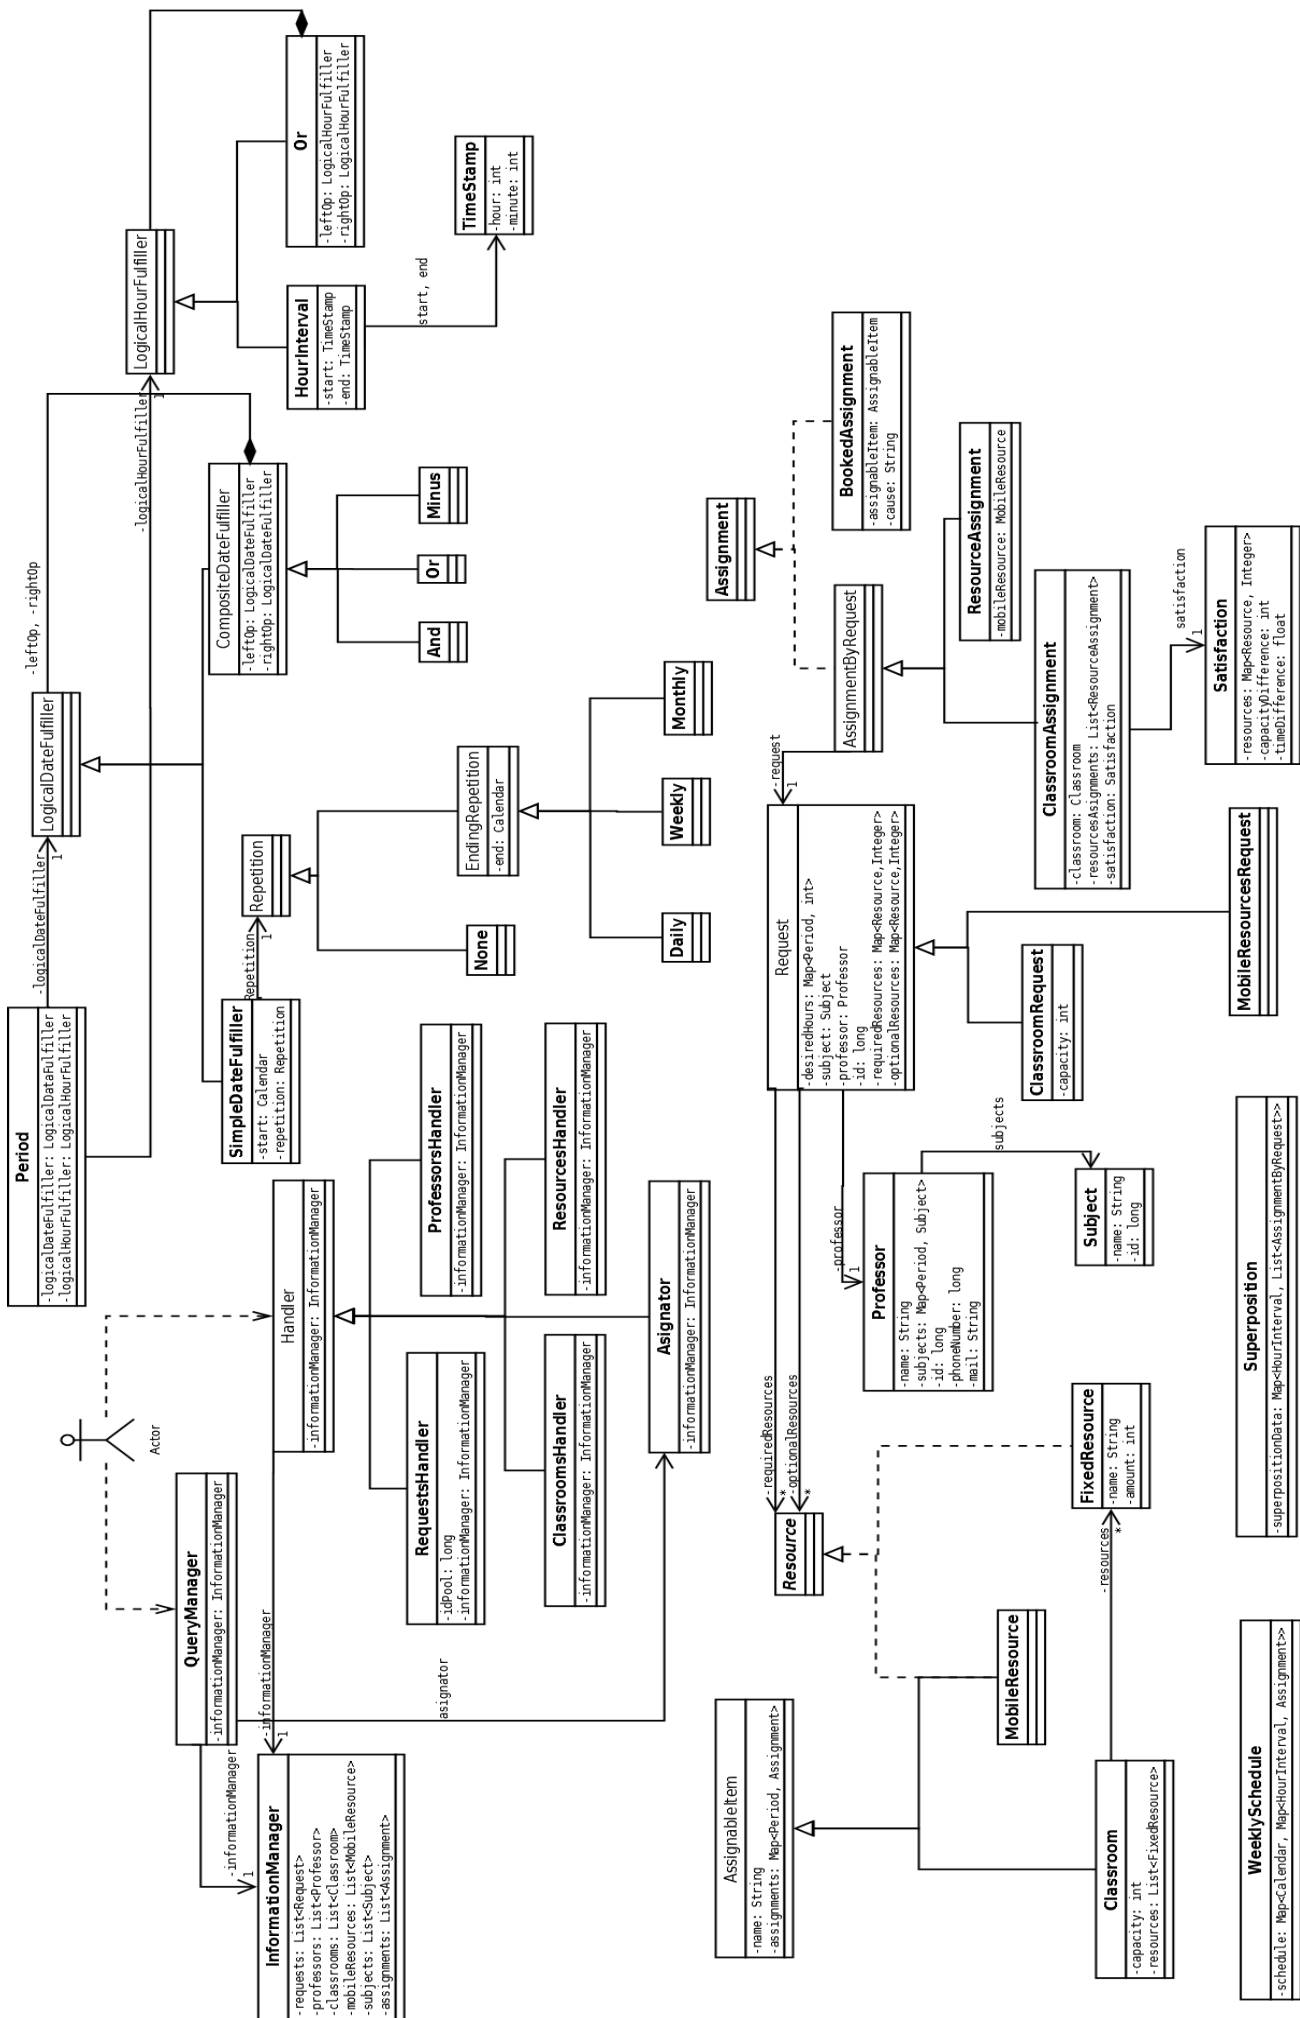 InformationManager
-requests: List<Request>
-professors: List<Professor>
-classrooms: List<Classroom>
-mobileResources: List<MobileResource>
-subjects: List<Subject>
-assignments: List<Assignment>
-informationManager
1
-informationManager
1
QueryManager
-informationManager: InformationManager
Actor
asignator
Handler
-informationManager: InformationManager
RequestsHandler
-idPool: long
-informationManager: InformationManager
ProfessorsHandler
-informationManager: InformationManager
ClassroomsHandler
-informationManager: InformationManager
ResourcesHandler
-informationManager: InformationManager
Asignator
-informationManager: InformationManager
Period
-logicalDateFulfiller: LogicalDataFulfiller
-logicalHourFulfiller: LogicalHourFulfiller
-logicalDateFulfiller
1
LogicalDateFulfiller
-leftOp, -rightOp
-logicalHourFulfiller
1
LogicalHourFulfiller
SimpleDateFulfiller
-start: Calendar
-repetition: Repetition
Repetition
1
Repetition
None
EndingRepetition
-end: Calendar
Daily
Weekly
Monthly
CompositeDateFulfiller
-leftOp: LogicalDateFulfiller
-rightOp: LogicalDateFulfiller
And
Or
Minus
HourInterval
-start: TimeStamp
-end: TimeStamp
Or
-leftOp: LogicalHourFulfiller
-rightOp: LogicalHourFulfiller
start, end
TimeStamp
-hour: int
-minute: int
AssignableItem
-name: String
-assignments: Map<Period, Assignment>
MobileResource
Classroom
-capacity: int
-resources: List<FixedResource>
-resources
*
Resource
-requiredResources
*
-optionalResources
*
FixedResource
-name: String
-amount: int
-professor
1
Professor
-name: String
-subjects: Map<Period, Subject>
-id: long
-phoneNumber: long
-mail: String
subjects
Subject
-name: String
-id: long
Request
-desiredHours: Map<Period, int>
-subject: Subject
-professor: Professor
-id: long
-requiredResources: Map<Resource,Integer>
-optionalResources: Map<Resource,Integer>
-request
1
ClassroomRequest
-capacity: int
MobileResourcesRequest
Assignment
AssignmentByRequest
BookedAssignment
-assignableItem: AssignableItem
-cause: String
ResourceAssignment
-mobileResource: MobileResource
ClassroomAssignment
-classroom: Classroom
-resourcesAsignments: List<ResourceAssignment>
-satisfaction: Satisfaction
satisfaction
1
Satisfaction
-resources: Map<Resource, Integer>
-capacityDifference: int
-timeDifference: float
WeeklySchedule
-schedule: Map<Calendar, Map<HourInterval, Assignment>>
Superposition
-superpositionData: Map<HourInterval, List<AssignmentByRequest>>